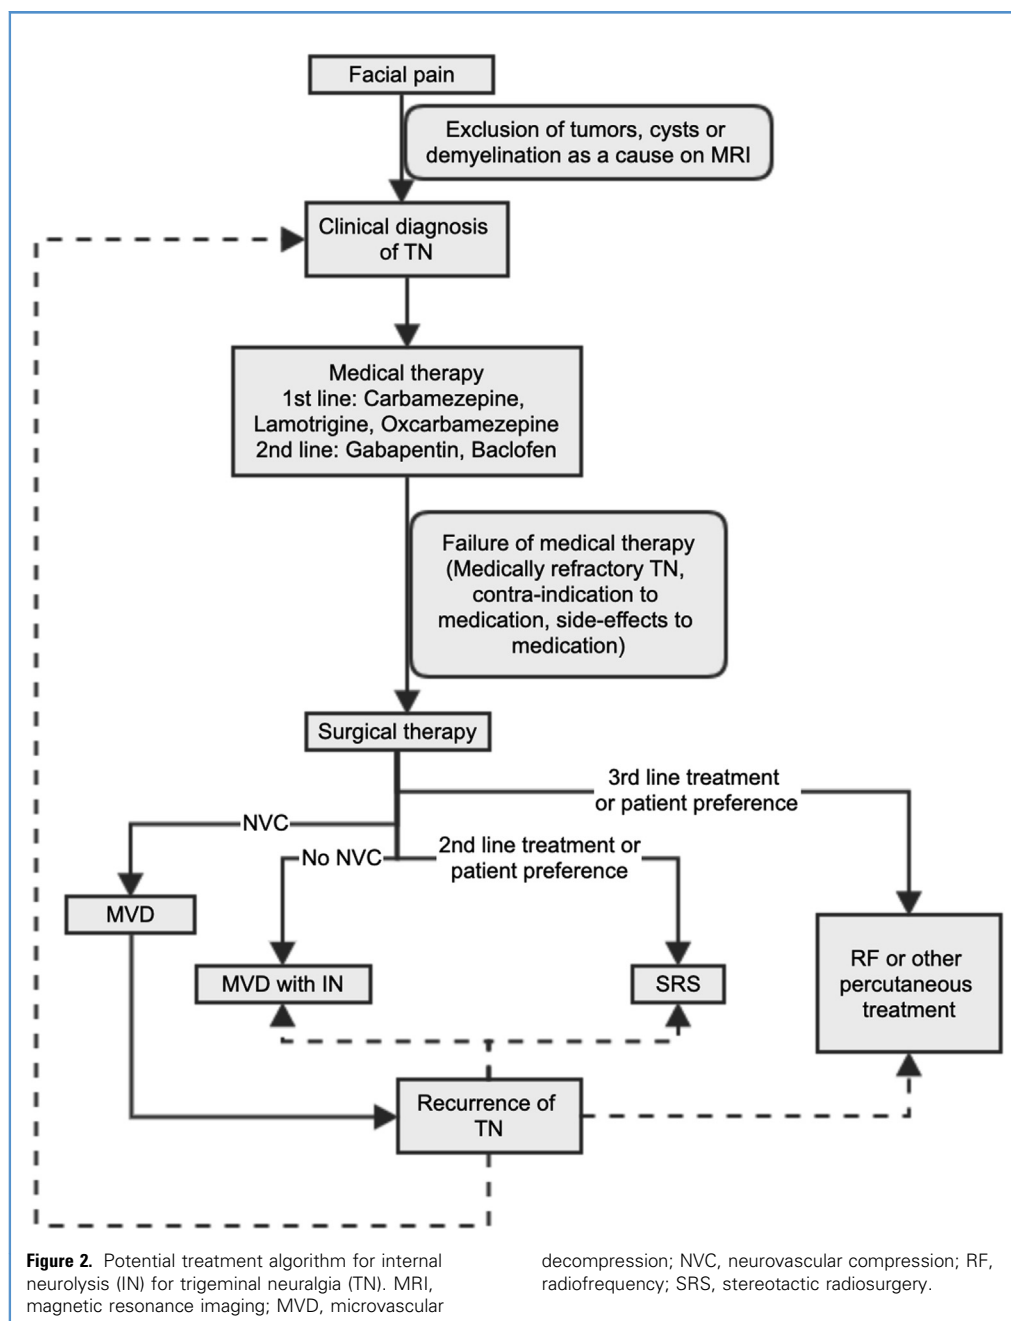 Facial pain
Exclusion of tumors, cysts or
demyelination as a cause on MRI
Clinical diagnosis
of TN
Medical therapy
1st line: Carbamezepine,
Lamotrigine, Oxcarbamezepine
2nd line: Gabapentin, Baclofen
Failure of medical therapy
(Medically refractory TN,
contra-indication to
medication, side-effects to
medication)
Surgical therapy
3rd line treatment
or patient preference
NVC
No NVC
2nd line treatment or
patient preference
MVD
MVD with IN
SRS
RF or other
percutaneous
treatment
Recurrence of
TN
Figure 2. Potential treatment algorithm for internal
neurolysis (IN) for trigeminal neuralgia (TN). MRI,
magnetic resonance imaging; MVD, microvascular
decompression; NVC, neurovascular compression; RF,
radiofrequency; SRS, stereotactic radiosurgery.